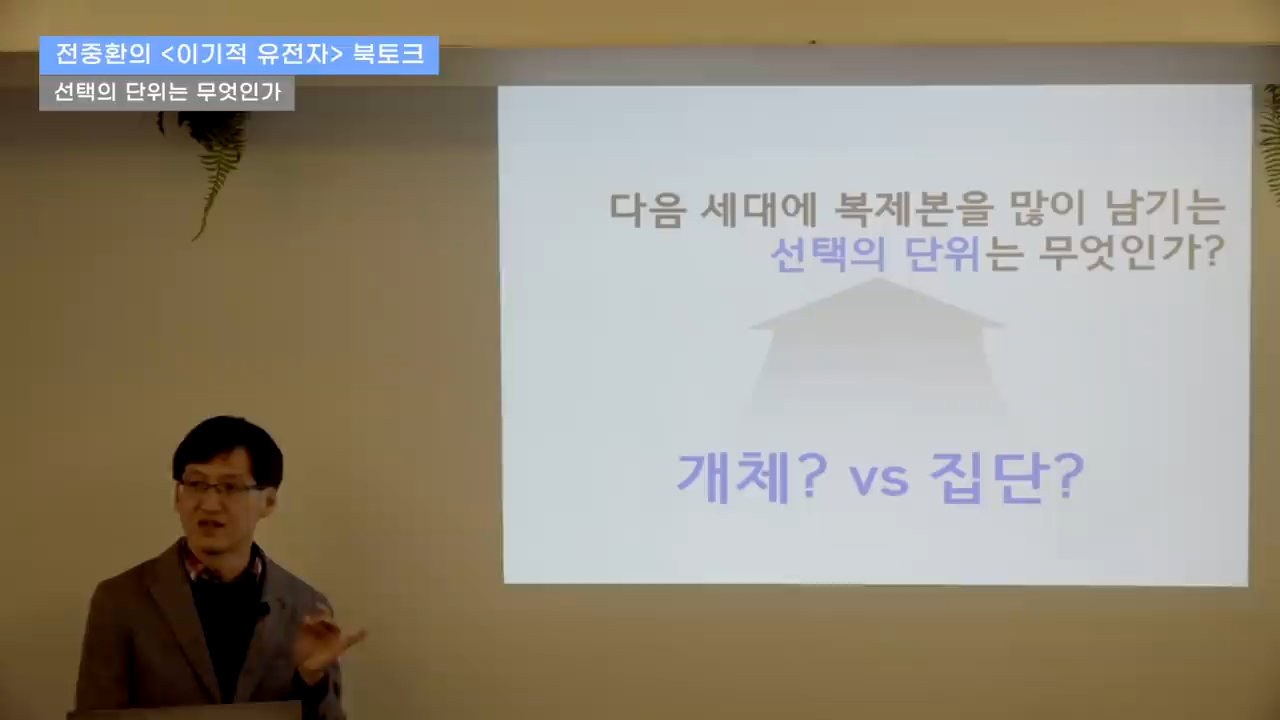 전중환의 <이기적 유전자> 북토크
선택의 단위는 무엇인가
다음 세대에 복제본을 많이 남기는
선택의 단위는 무엇인가?
개체? vs 집단?